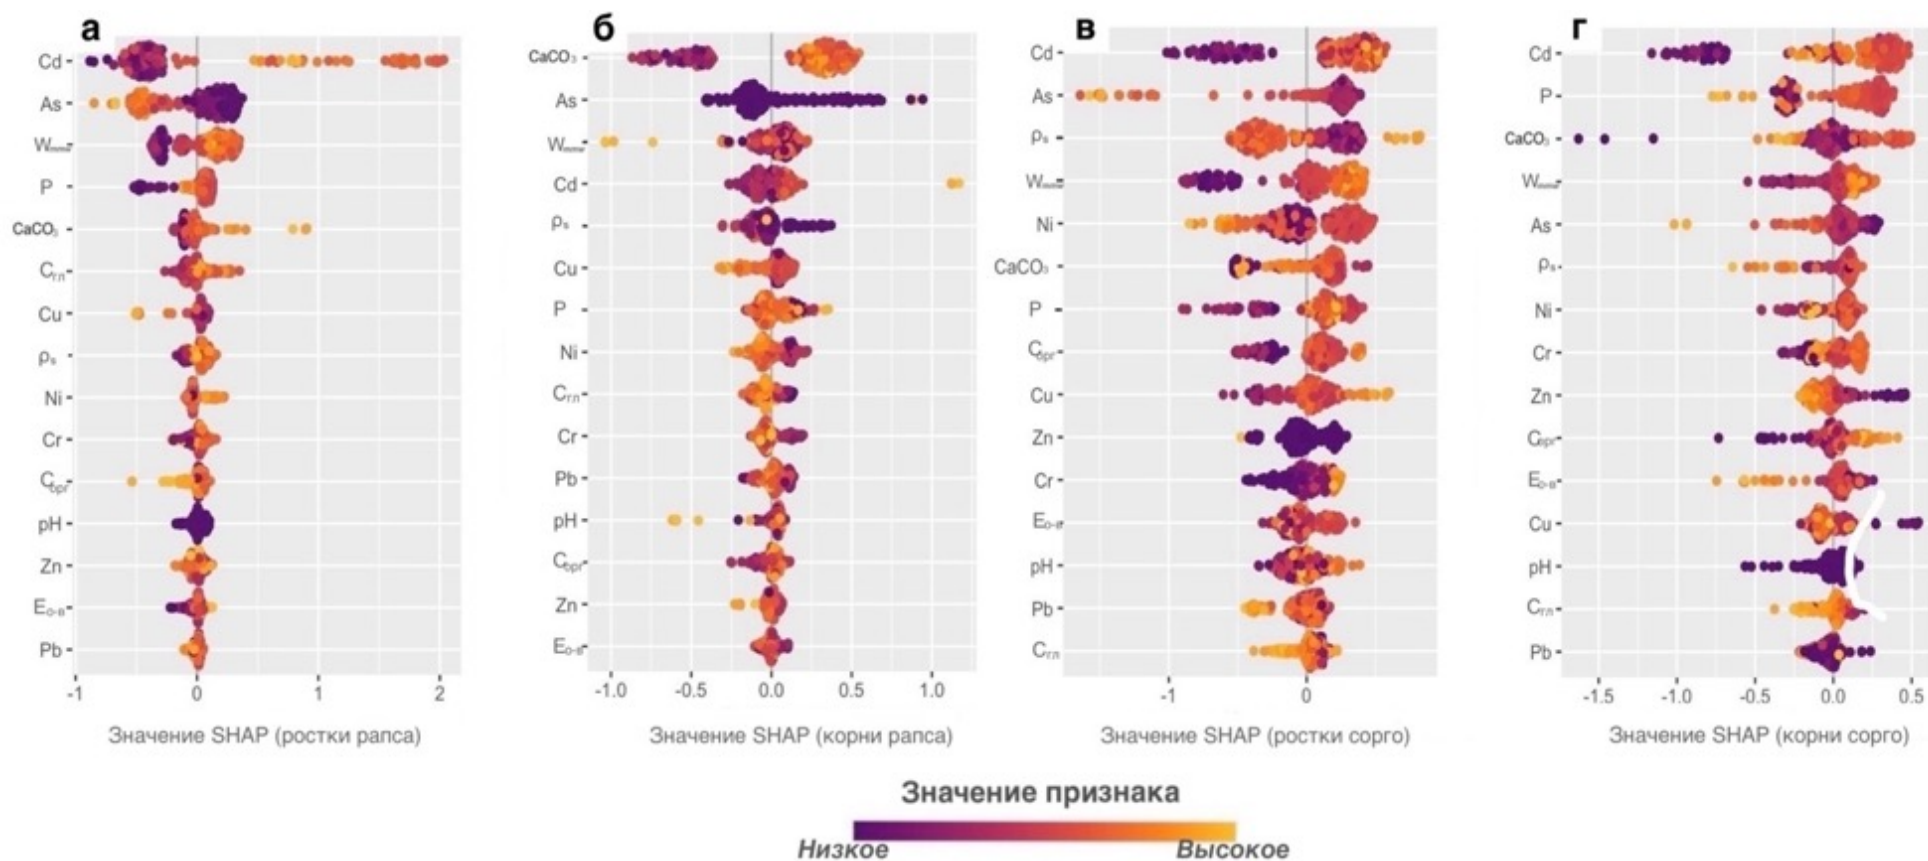 а
Cd
As
P
CaCO₃
Cгл
Cu
ρs
Ni
Cr
Cорг
pH
Zn
Eо-в
Pb
-1
0
1
2
Значение SHAP (ростки рапса)
б
CaCO₃
As
Cd
ρs
Cu
P
Ni
Cгл
Cr
Pb
pH
Cорг
Zn
Eо-в
-1.0
-0.5
0.0
0.5
1.0
Значение SHAP (корни рапса)
в
Cd
As
ρs
Ni
CaCO₃
P
Cорг
Cu
Zn
Cr
Eо-в
pH
Pb
Cгл
-1
0
Значение SHAP (ростки сорго)
г
Cd
P
CaCO₃
As
ρs
Ni
Cr
Zn
Cорг
Eо-в
Cu
pH
Cгл
Pb
-1.5
-1.0
-0.5
0.0
0.5
Значение SHAP (корни сорго)
Значение признака
Низкое
Высокое